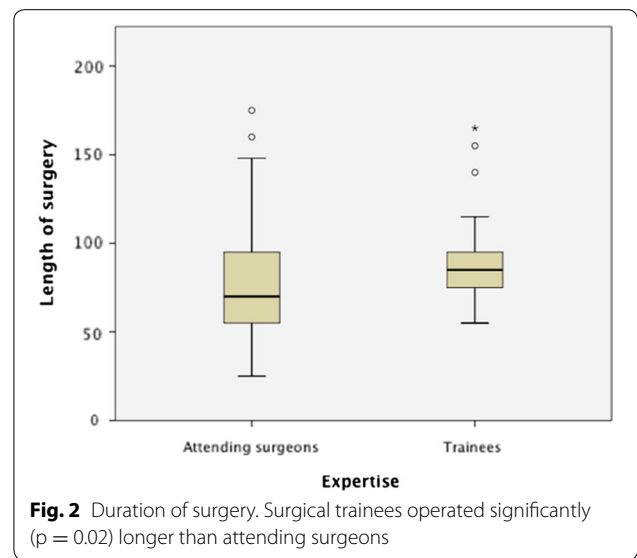 200
150
100
50
0
Length of surgery
Attending surgeons
Trainees
Expertise
Fig. 2 Duration of surgery. Surgical trainees operated significantly
(p = 0.02) longer than attending surgeons